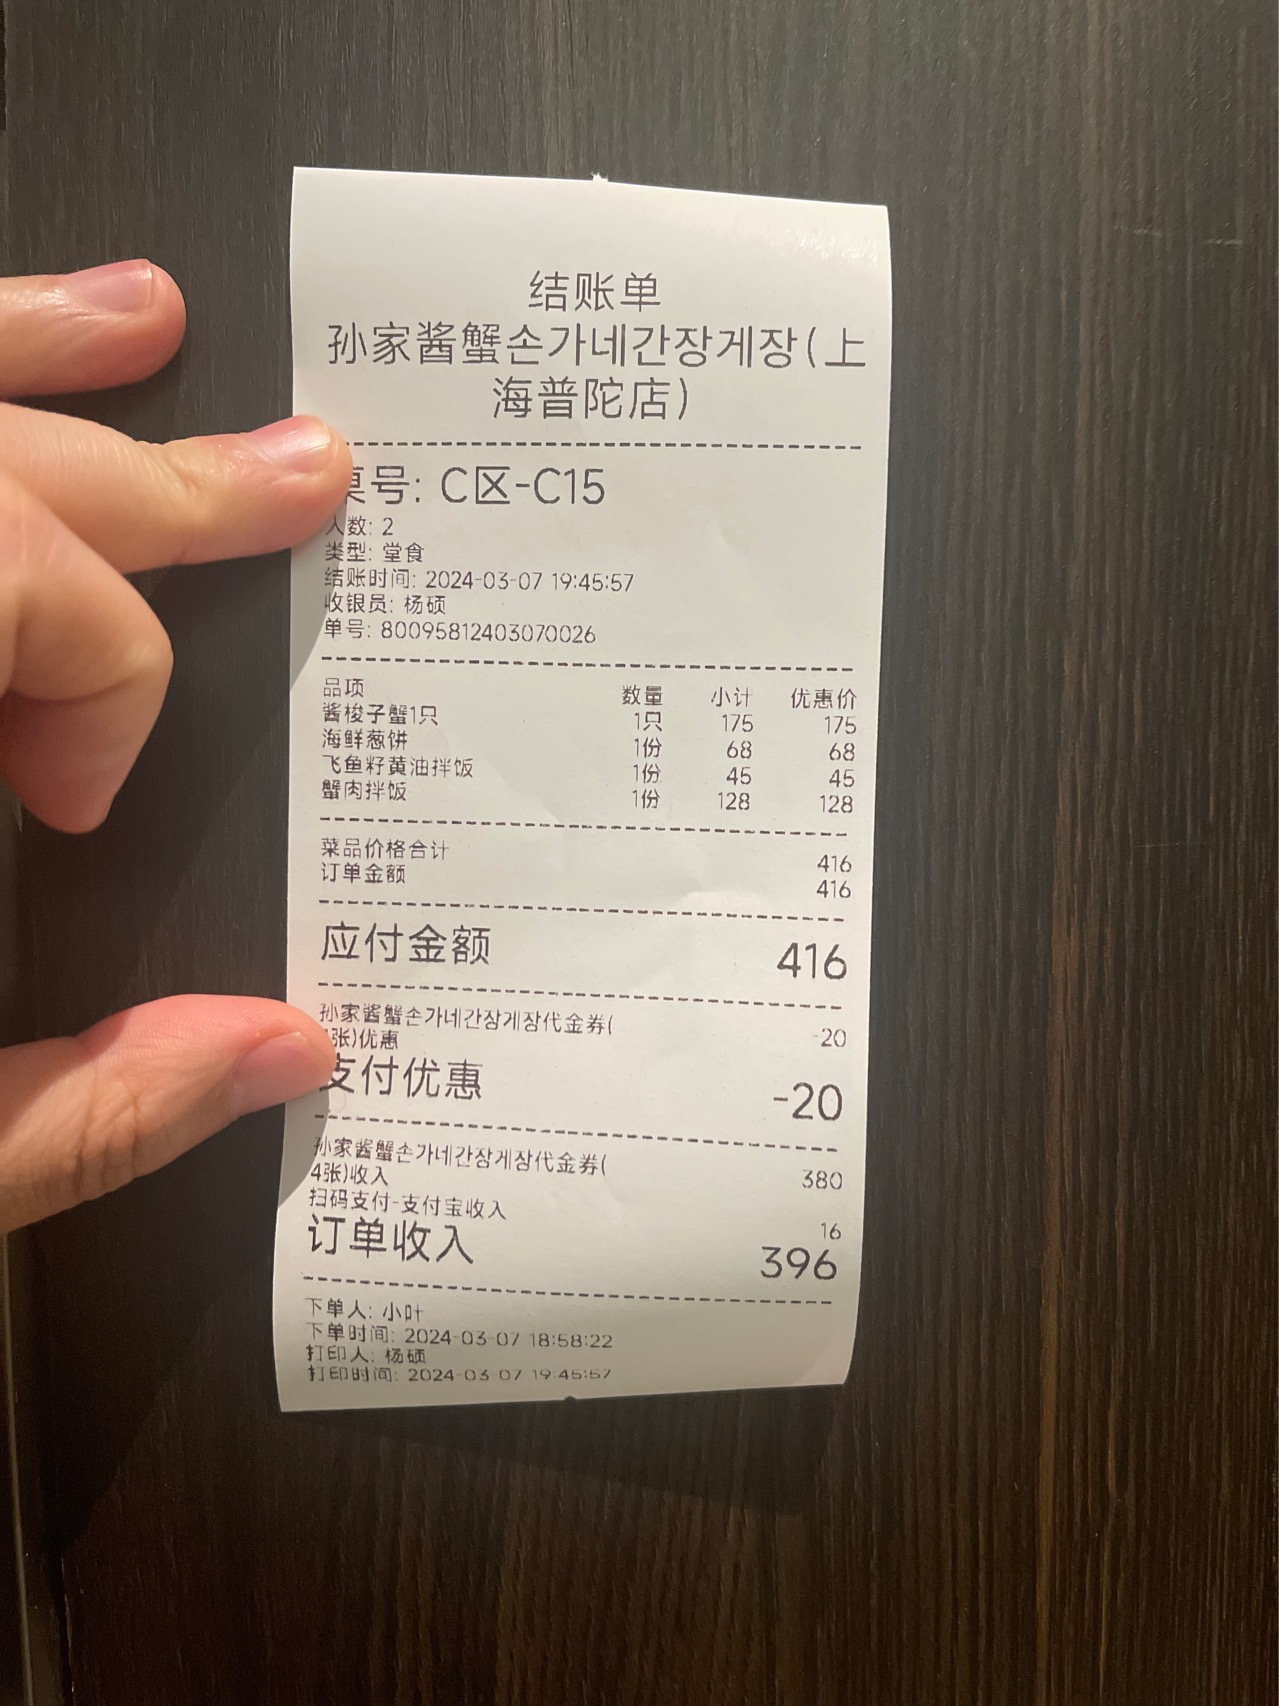 结账单
孙家酱蟹손가네간장게장(上
海普陀店)
桌号: C区-C15
人数: 2
类型: 堂食
结账时间: 2024-03-07 19:45:57
收银员: 杨硕
单号: 80095812403070026
品项 数量 小计 优惠价
酱梭子蟹1只 1只 175 175
海鲜葱饼 1份 68 68
飞鱼籽黄油拌饭 1份 45 45
蟹肉拌饭 1份 128 128
菜品价格合计 416
订单金额 416
应付金额 416
孙家酱蟹손가네간장게장代金券( -20
张)优惠
支付优惠 -20
孙家酱蟹손가네간장게장代金券( 380
4张)收入
扫码支付-支付宝收入 16
订单收入 396
下单人: 小叶
下单时间: 2024-03-07 18:58:22
打印人: 杨硕
打印时间: 2024-03-07 19:45:57